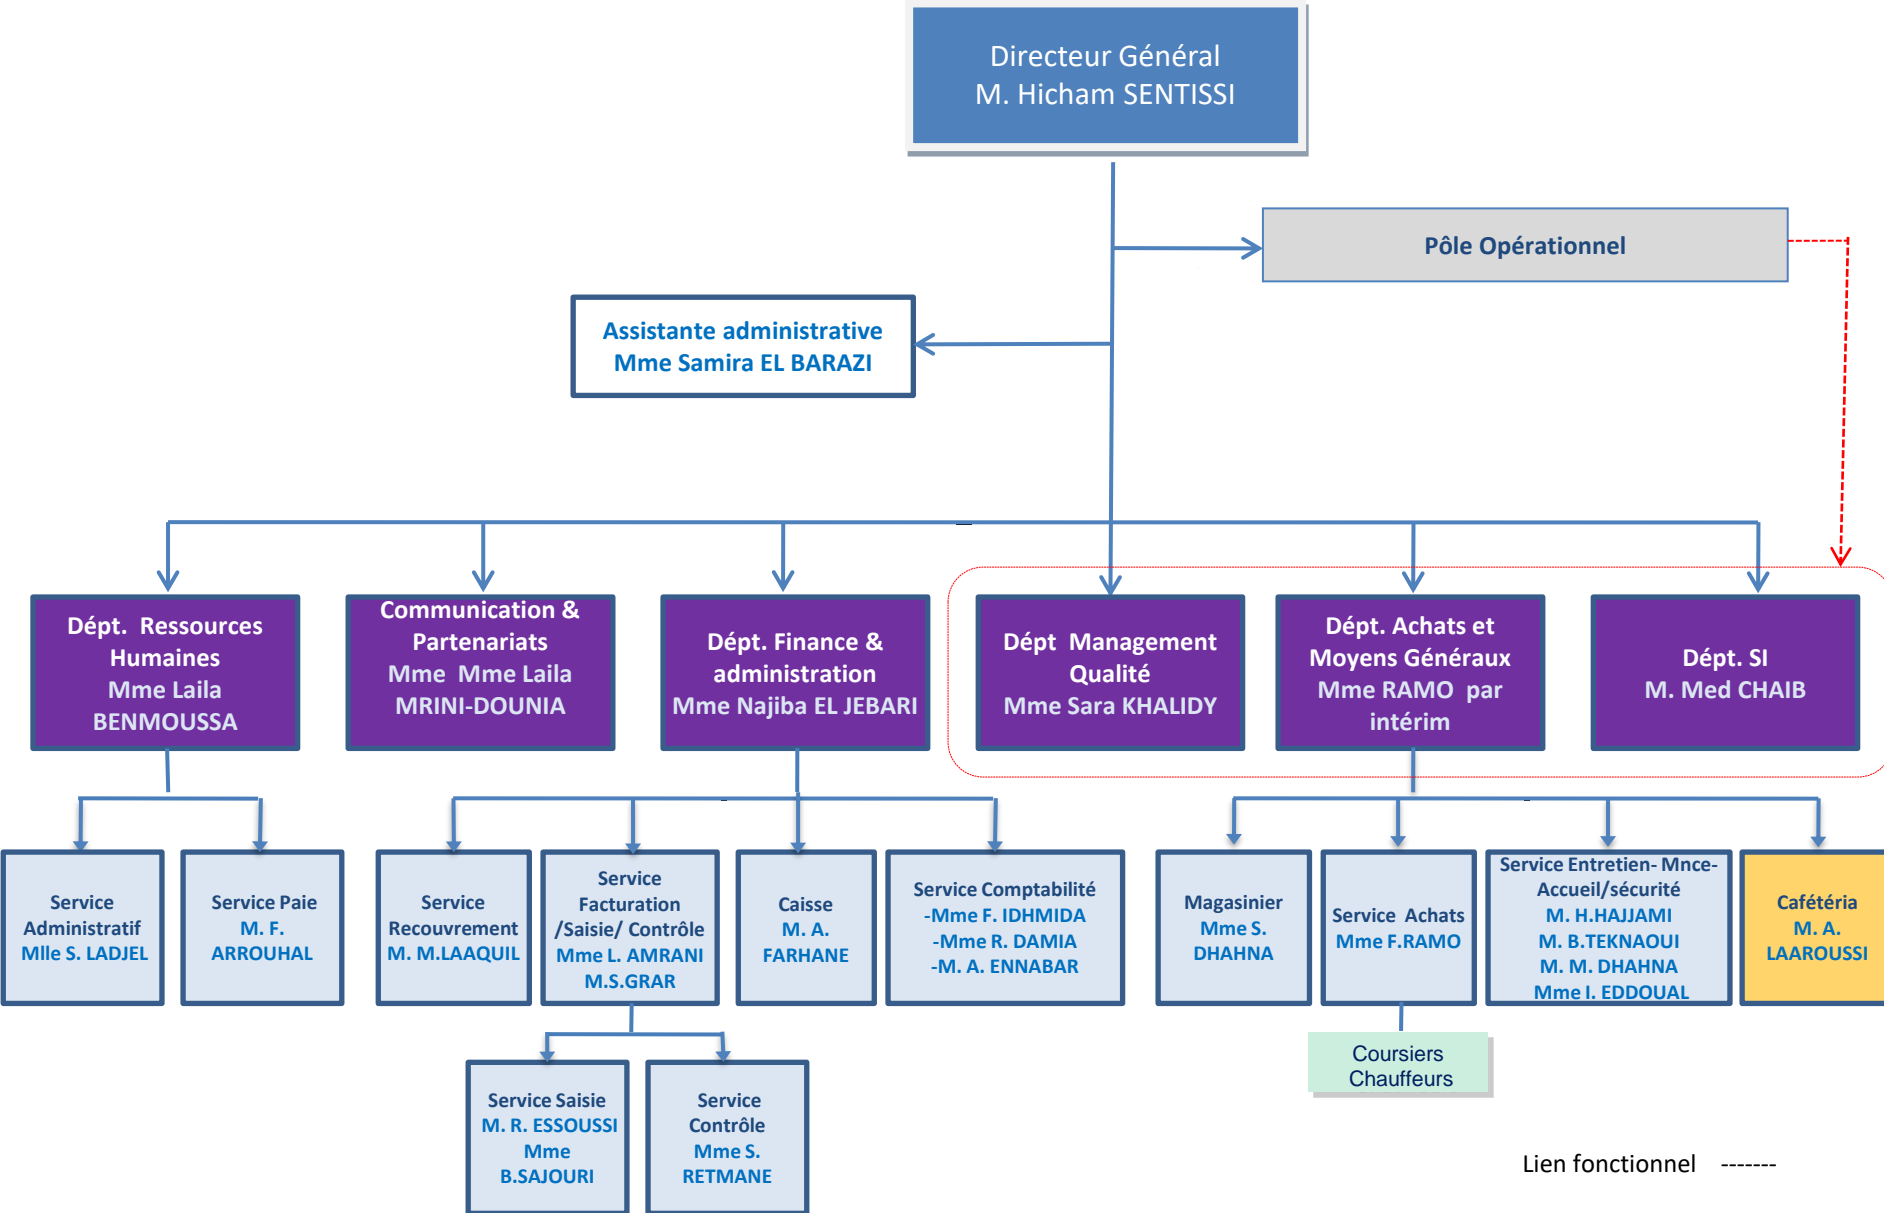 Directeur Général
M. Hicham SENTISSI
Pôle Opérationnel
Assistante administrative
Mme Samira EL BARAZI
Dépt. Ressources
Humaines
Mme Laila
BENMOUSSA
Communication &
Partenariats
Mme Mme Laila
MRINI-DOUNIA
Dépt. Finance &
administration
Mme Najiba EL JEBARI
Dépt Management
Qualité
Mme Sara KHALIDY
Dépt. Achats et
Moyens Généraux
Mme RAMO par
intérim
Dépt. SI
M. Med CHAIB
Service
Administratif
Mlle S. LADJEL
Service Paie
M. F.
ARROUHAL
Service
Recouvrement
M. M.LAAQUIL
Service
Facturation
/Saisie/ Contrôle
Mme L. AMRANI
M.S.GRAR
Caisse
M. A.
FARHANE
Service Comptabilité
-Mme F. IDHMIDA
-Mme R. DAMIA
-M. A. ENNABAR
Magasinier
Mme S.
DHAHNA
Service Achats
Mme F.RAMO
Service Entretien- Mnce-
Accueil/sécurité
M. H.HAJJAMI
M. B.TEKNAOUI
M. M. DHAHNA
Mme I. EDDOUAL
Cafétéria
M. A.
LAAROUSSI
Service Saisie
M. R. ESSOUSSI
Mme
B.SAJOURI
Service
Contrôle
Mme S.
RETMANE
Coursiers
Chauffeurs
Lien fonctionnel -------